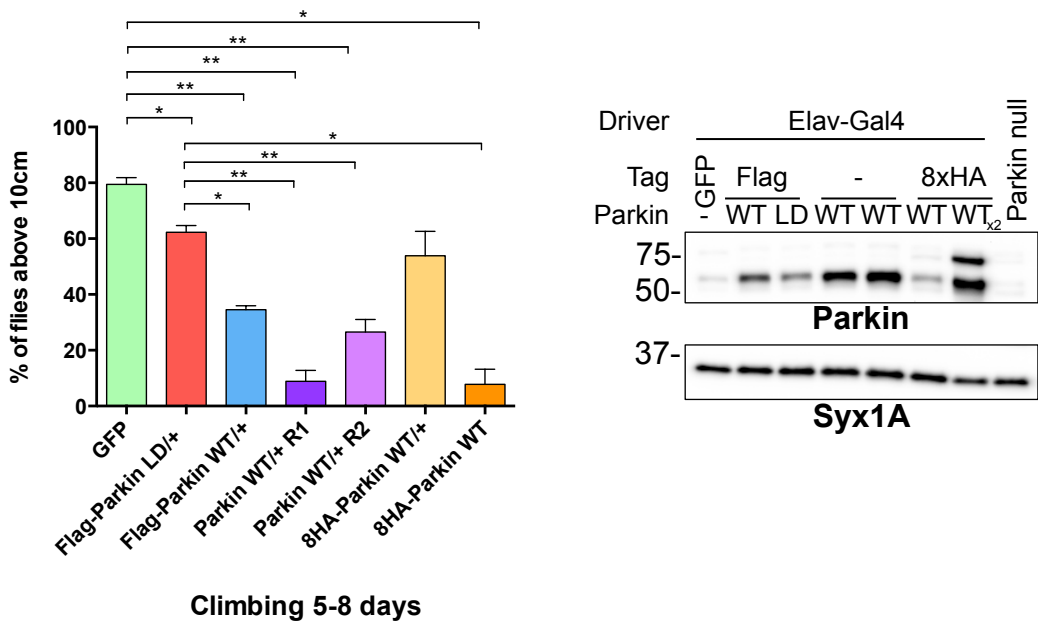 *
**
**
**
*
*
**
**
*
100
80
60
40
20
0
% of flies above 10cm
GFP
Flag-Parkin LD/+
Flag-Parkin WT/+
Parkin WT/+ R1
Parkin WT/+ R2
8HA-Parkin WT/+
8HA-Parkin WT
Climbing 5-8 days
Driver Elav-Gal4
Tag GFP Flag - 8xHA
Parkin - WT LD WT WT WT WTx2 Parkin null
75-
50-
Parkin
37-
Syx1A